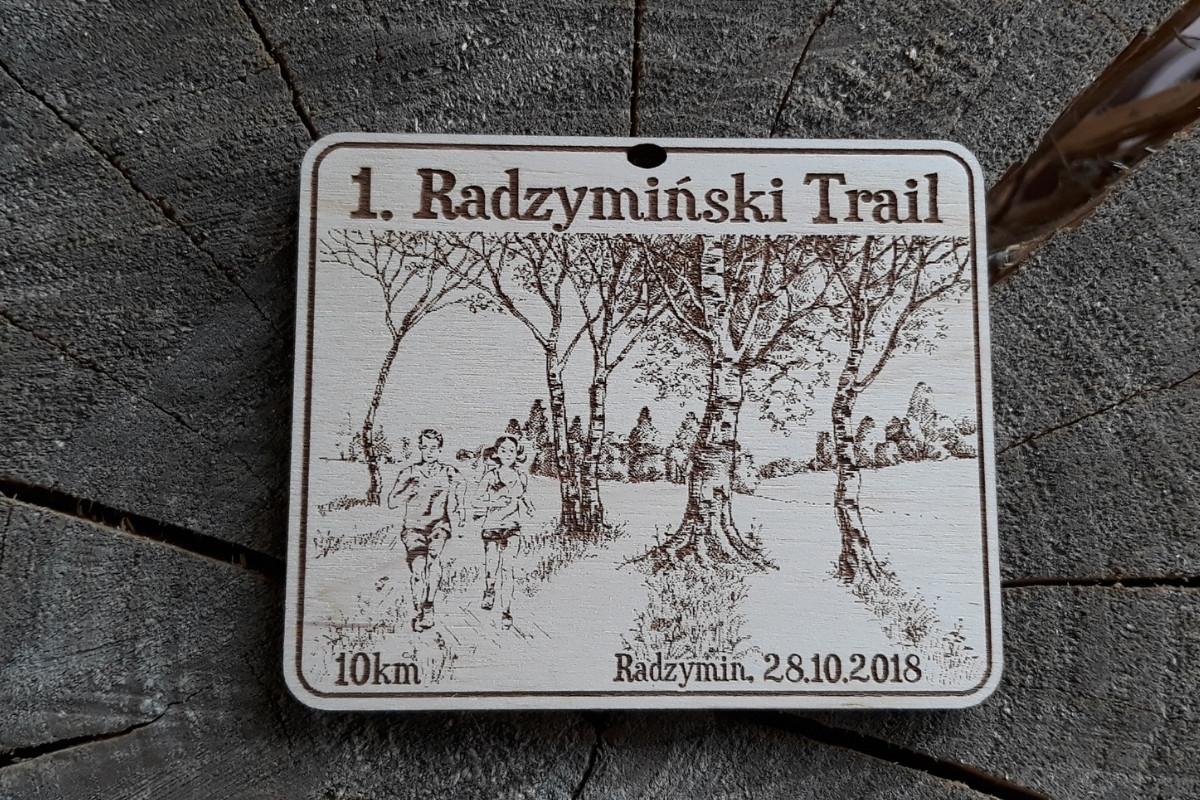 1. Radzymiński Trail
10km
Radzymin, 28.10.2018